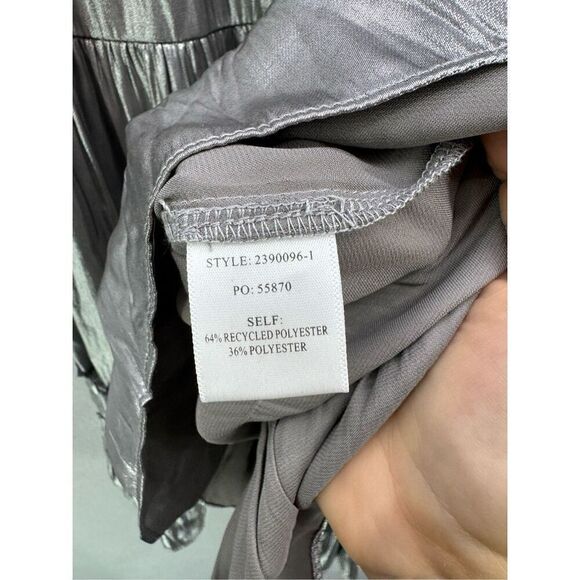 STYLE: 2390096-1
PO: 55870
SELF:
64% RECYCLED POLYESTER
36% POLYESTER